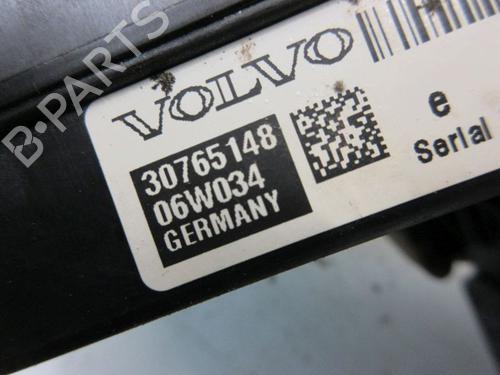 B-PARTS
VOLVO
30765148
06W034
GERMANY
e
Serial